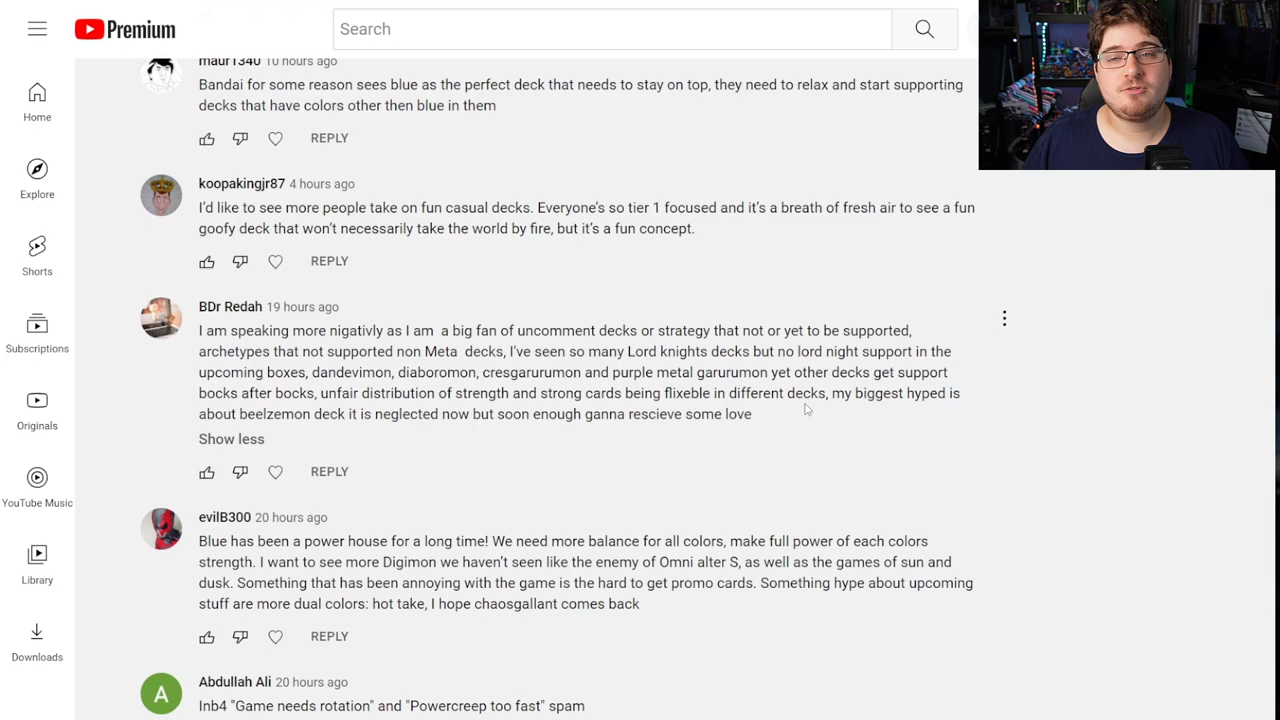 Premium
Search
Home
Explore
Shorts
Subscriptions
Originals
YouTube Music
Library
Downloads
maur1340 10 hours ago
Bandai for some reason sees blue as the perfect deck that needs to stay on top, they need to relax and start supporting
decks that have colors other then blue in them
REPLY
koopakingjr87 4 hours ago
I'd like to see more people take on fun casual decks. Everyone's so tier 1 focused and it's a breath of fresh air to see a fun
goofy deck that won't necessarily take the world by fire, but it's a fun concept.
REPLY
BDr Redah 19 hours ago
I am speaking more nigativly as I am a big fan of uncomment decks or strategy that not or yet to be supported,
archetypes that not supported non Meta decks, I've seen so many Lord knights decks but no lord night support in the
upcoming boxes, dandevimon, diaboromon, cresgarurumon and purple metal garurumon yet other decks get support
bocks after bocks, unfair distribution of strength and strong cards being flixeble in different decks, my biggest hyped is
about beelzemon deck it is neglected now but soon enough ganna rescieve some love
Show less
REPLY
evilB300 20 hours ago
Blue has been a power house for a long time! We need more balance for all colors, make full power of each colors
strength. I want to see more Digimon we haven't seen like the enemy of Omni alter S, as well as the games of sun and
dusk. Something that has been annoying with the game is the hard to get promo cards. Something hype about upcoming
stuff are more dual colors: hot take, I hope chaosgallant comes back
REPLY
A
Abdullah Ali 20 hours ago
Inb4 "Game needs rotation" and "Powercreep too fast" spam